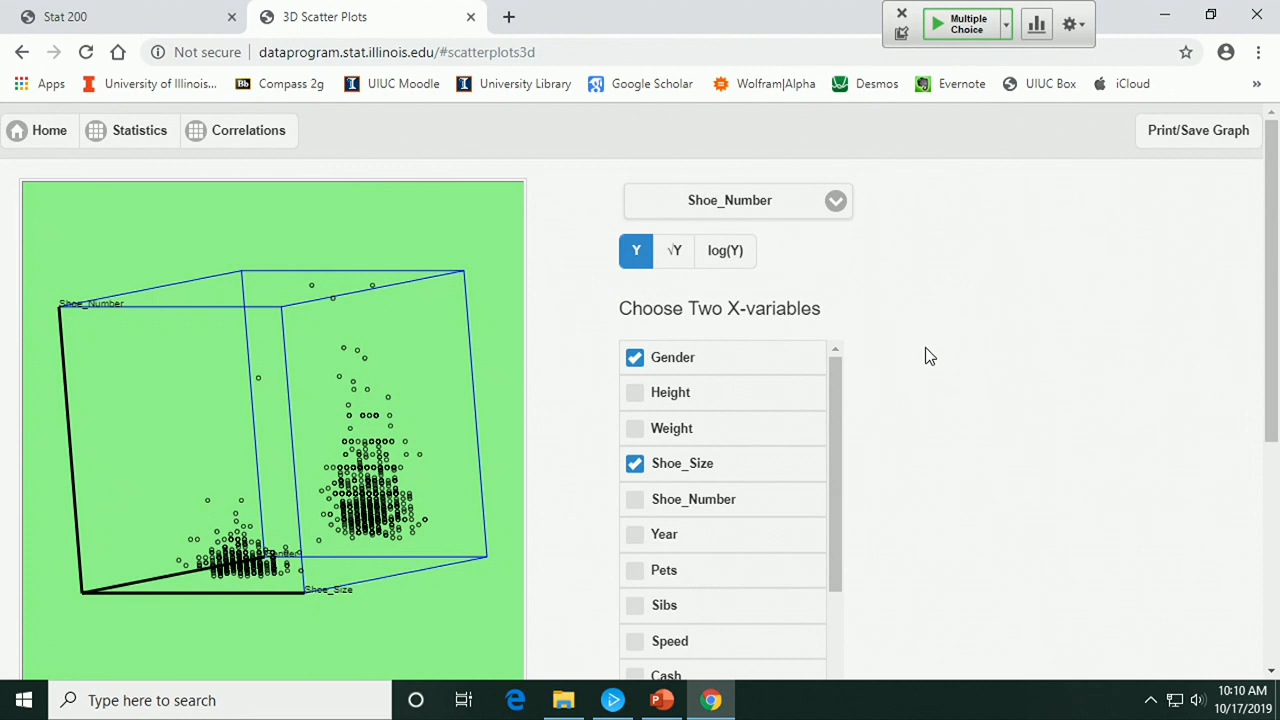 Stat 200
3D Scatter Plots
Multiple
Choice
Not secure
dataprogram.stat.illinois.edu/#scatterplots3d
Apps
University of Illinois...
Compass 2g
UIUC Moodle
University Library
Google Scholar
Wolfram|Alpha
Desmos
Evernote
UIUC Box
iCloud
»
Home
Statistics
Correlations
Print/Save Graph
Shoe_Number
Y
√Y
log(Y)
Choose Two X-variables
Shoe_Number
Gender
Shoe_Size
Gender
Height
Weight
Shoe_Size
Shoe_Number
Year
Pets
Sibs
Speed
Cash
Type here to search
10:10 AM
10/17/2019